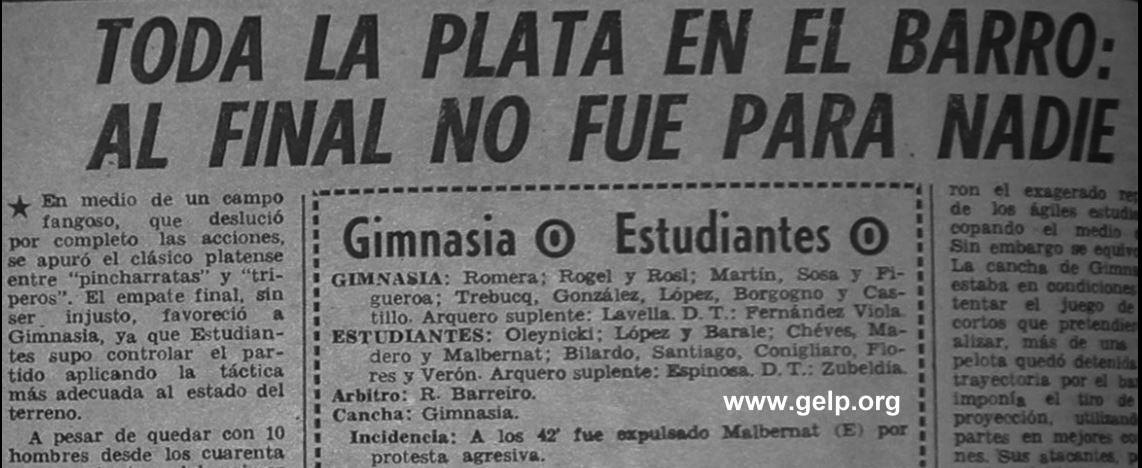 TODA LA PLATA EN EL BARRO:
AL FINAL NO FUE PARA NADIE
★ En medio de un campo
fangoso, que deslució
por completo las acciones,
se apuró el clásico platense
entre "pincharratas" y "tri-
peros". El empate final, sin
ser injusto, favoreció a
Gimnasia, ya que Estudian-
tes supo controlar el par-
tido aplicando la táctica
más adecuada al estado del
terreno.
A pesar de quedar con 10
hombres desde los cuarenta
Gimnasia 0 Estudiantes 0
GIMNASIA: Romera; Rogel y Rosl; Martín, Sosa y Fi-
gueroa; Trebucq, González, López, Borgogno y Cas-
tillo. Arquero suplente: Lavella. D. T.: Fernández Viola.
ESTUDIANTES: Oleynicki; López y Barale; Chéves, Ma-
dero y Malbernat; Bilardo, Santiago, Conigliaro, Flo-
res y Verón. Arquero suplente: Espinosa. D. T.: Zubeldía.
Arbitro: R. Barreiro.
Cancha: Gimnasia.
Incidencia: A los 42' fue expulsado Malbernat (E) por
protesta agresiva.
www.gelp.org
ron el exagerado
de los ágiles
copando el medio
Sin embargo se
La cancha de
estaba en
tentar el juego de
cortos que
alizar, más de una
pelota quedó
trayectoria por el
imponía el tiro de
proyección,
partes en mejores
nes. Sus atacantes,